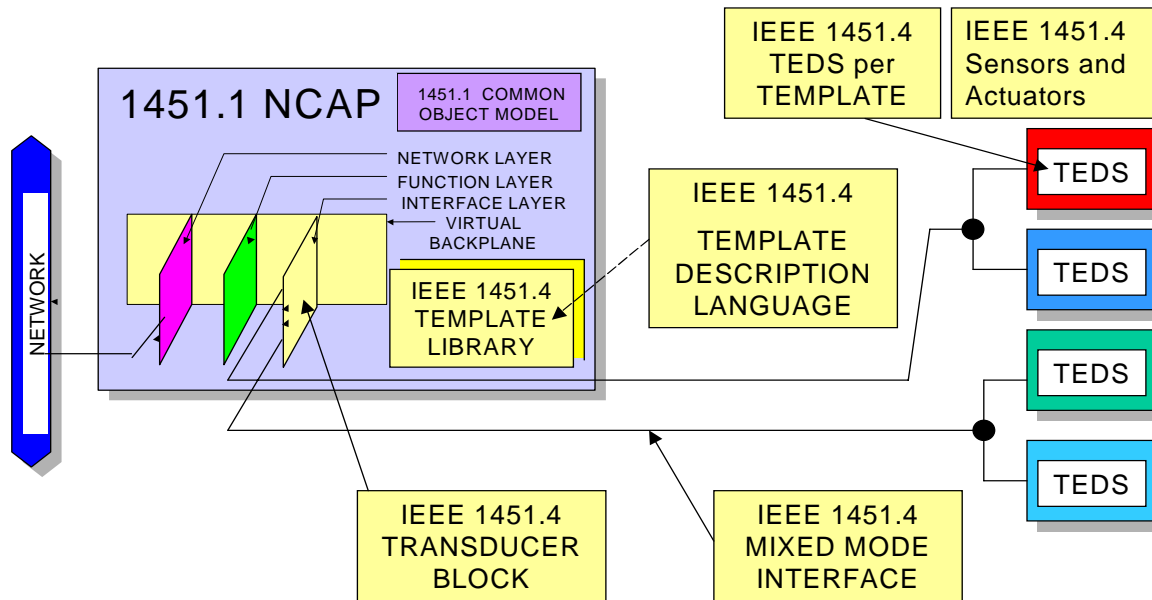 IEEE 1451.4
TEDS per
TEMPLATE
IEEE 1451.4
Sensors and
Actuators
1451.1 NCAP
1451.1 COMMON
OBJECT MODEL
NETWORK LAYER
FUNCTION LAYER
INTERFACE LAYER
VIRTUAL
BACKPLANE
NETWORK
IEEE 1451.4
TEMPLATE
LIBRARY
IEEE 1451.4
TEMPLATE
DESCRIPTION
LANGUAGE
TEDS
TEDS
TEDS
TEDS
IEEE 1451.4
TRANSDUCER
BLOCK
IEEE 1451.4
MIXED MODE
INTERFACE